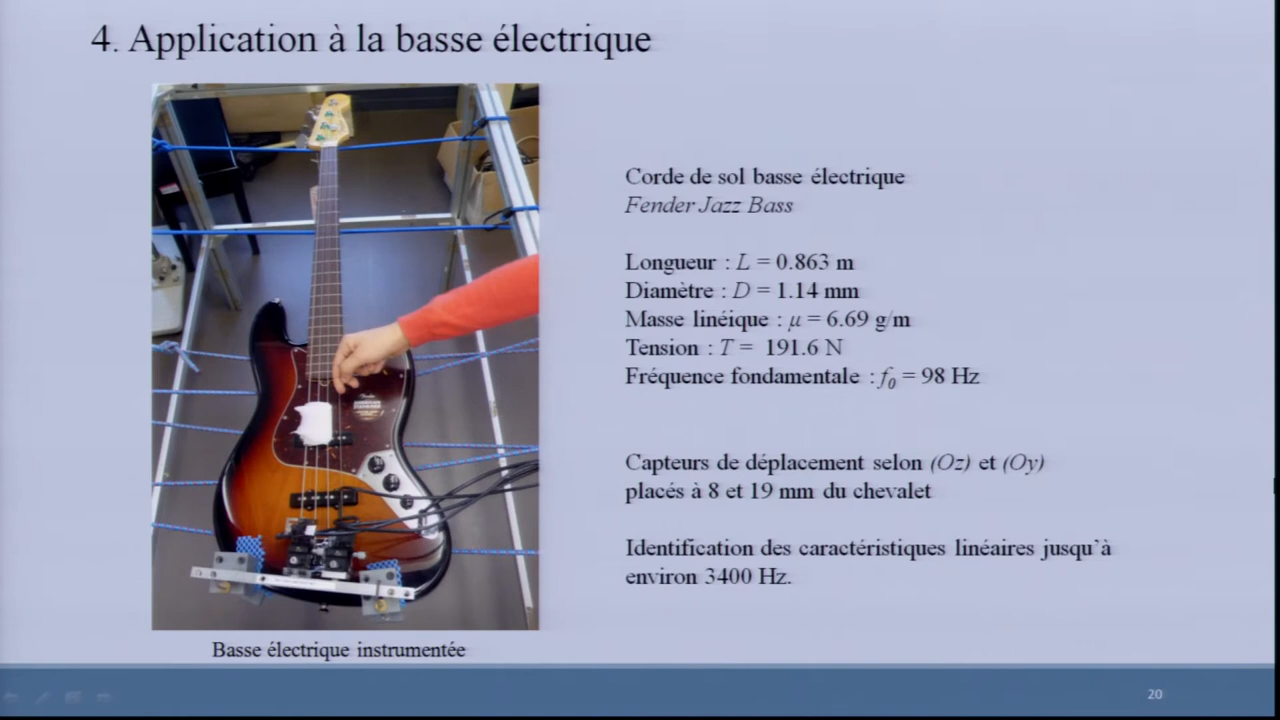 4. Application à la basse électrique
Corde de sol basse électrique
Fender Jazz Bass
Longueur : L = 0.863 m
Diamètre : D = 1.14 mm
Masse linéique : μ = 6.69 g/m
Tension : T = 191.6 N
Fréquence fondamentale : f₀ = 98 Hz
Capteurs de déplacement selon (Oz) et (Oy)
placés à 8 et 19 mm du chevalet
Identification des caractéristiques linéaires jusqu'à
environ 3400 Hz.
Basse électrique instrumentée
20